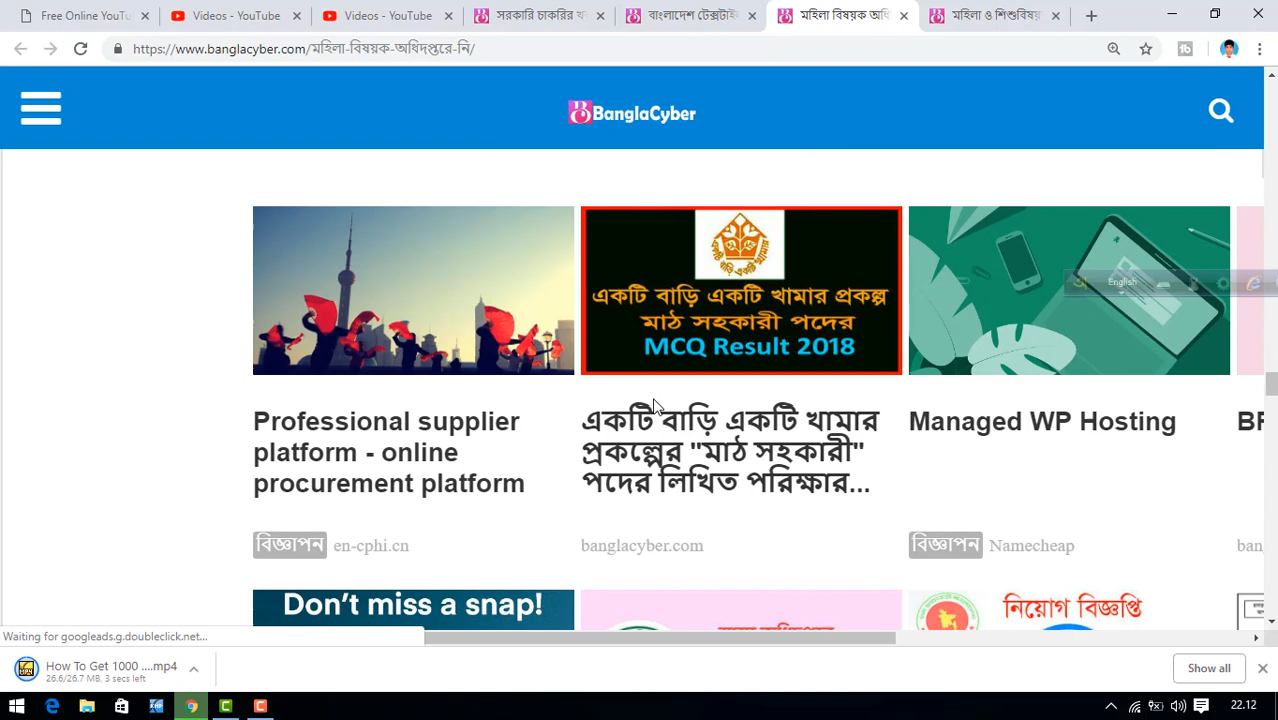 Free Online You
Videos - YouTube
Videos - YouTube
সরকারি চাকরির খ
বাংলাদেশ টেক্সটাই
মহিলা বিষয়ক অধি
মহিলা ও শিশুবিষয়
https://www.banglacyber.com/মহিলা-বিষয়ক-অধিদপ্তরে-নি/
BanglaCyber
একটি বাড়ি একটি খামার
একটি বাড়ি একটি খামার প্রকল্প
মাঠ সহকারী পদের
MCQ Result 2018
English
Professional supplier
platform - online
procurement platform
একটি বাড়ি একটি খামার
প্রকল্পের "মাঠ সহকারী"
পদের লিখিত পরিক্ষার...
Managed WP Hosting
BF
বিজ্ঞাপন en-cphi.cn
banglacyber.com
বিজ্ঞাপন Namecheap
ban
Don't miss a snap!
নিয়োগ বিজ্ঞপ্তি
Waiting for googleads.g.doubleclick.net...
How To Get 1000 ....mp4
26.6/26.7 MB, 3 secs left
Show all
22.12